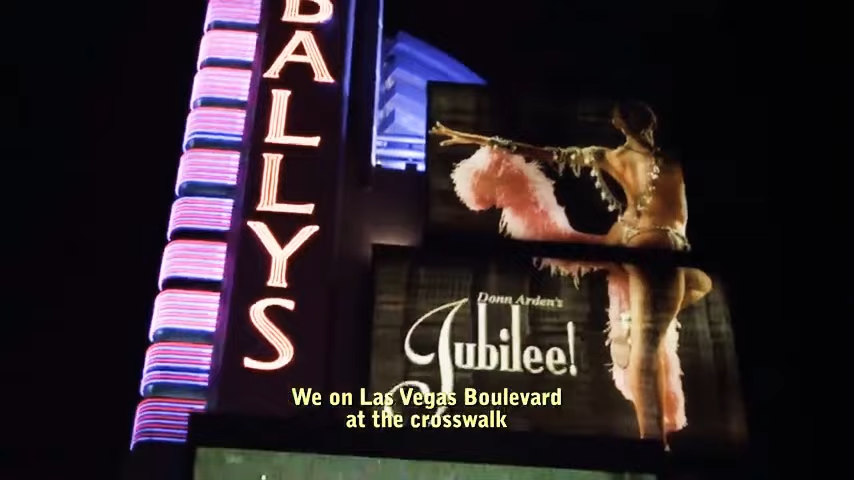 BALLYS
Donn Arden's
Jubilee!
We on Las Vegas Boulevard
at the crosswalk